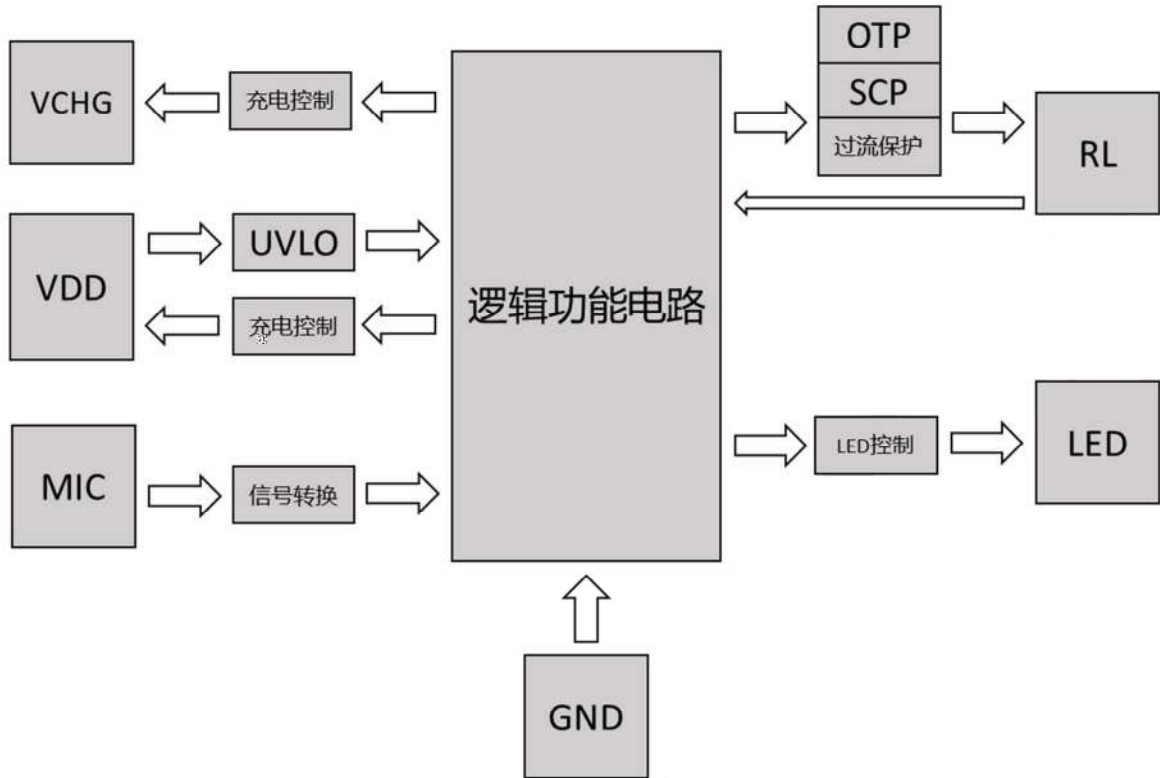 OTP
VCHG
充电控制
SCP
过流保护
RL
VDD
UVLO
充电控制
逻辑功能电路
MIC
信号转换
LED控制
LED
GND